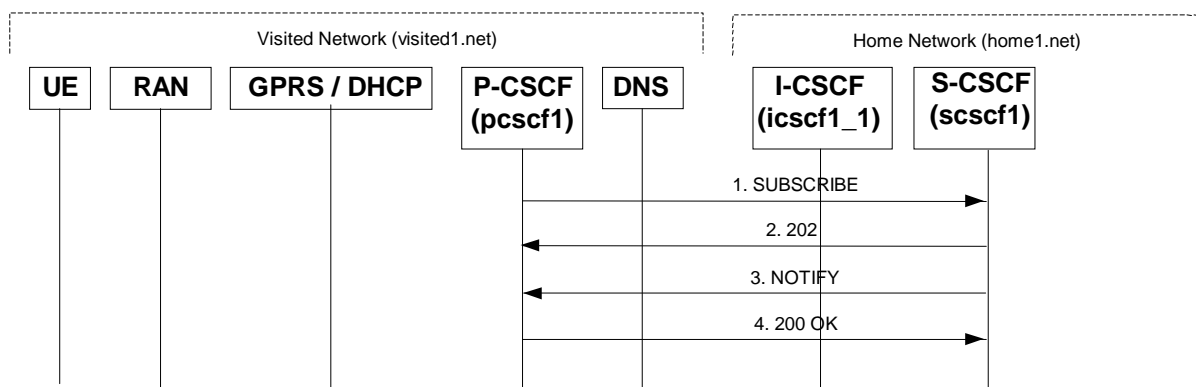 Visited Network (visited1.net)
Home Network (home1.net)
UE
RAN
GPRS / DHCP
P-CSCF
(pcscf1)
DNS
I-CSCF
(icscf1_1)
S-CSCF
(scscf1)
1. SUBSCRIBE
2. 202
3. NOTIFY
4. 200 OK